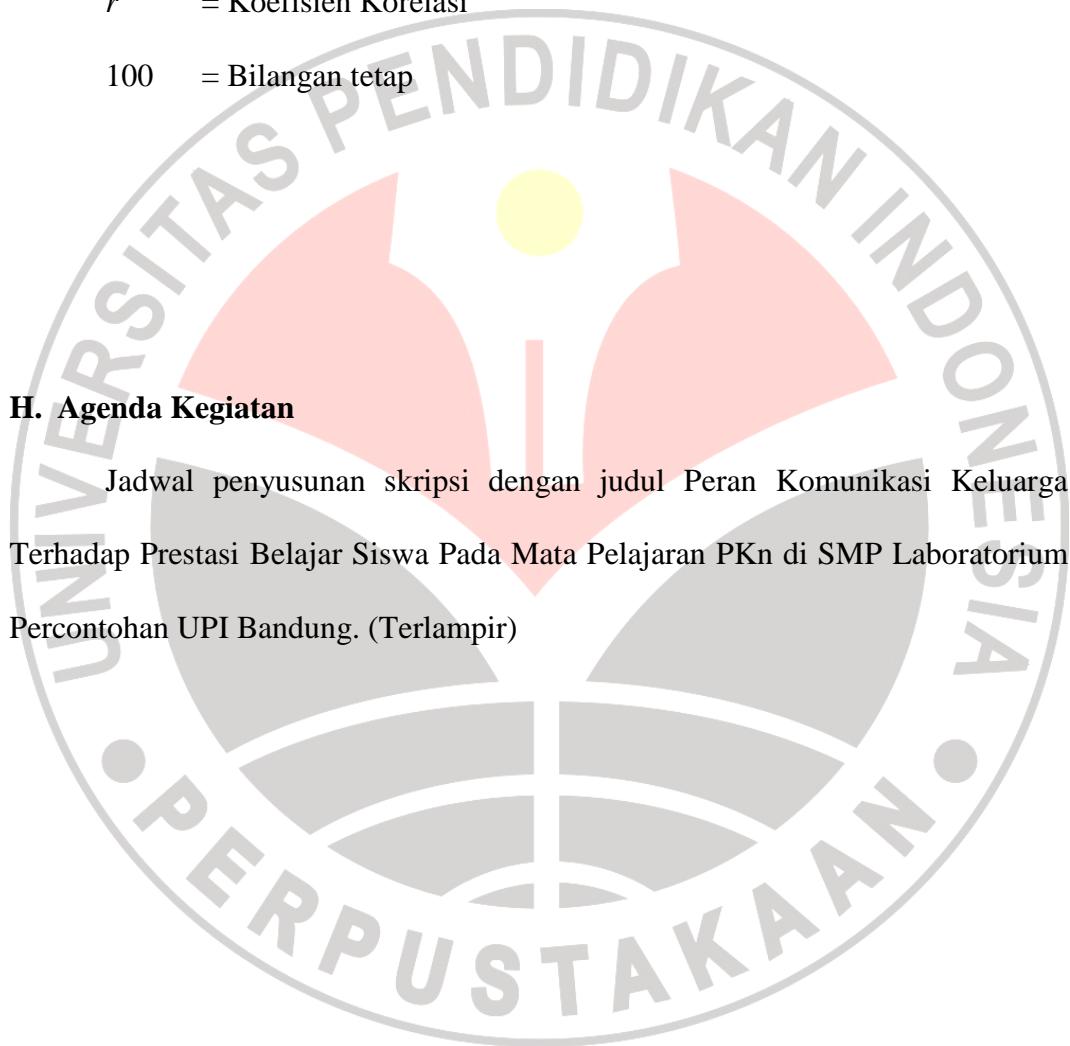 r = Koefisien Korelasi
100 = Bilangan tetap
H. Agenda Kegiatan
Jadwal penyusunan skripsi dengan judul Peran Komunikasi Keluarga
Terhadap Prestasi Belajar Siswa Pada Mata Pelajaran PKn di SMP Laboratorium
Percontohan UPI Bandung. (Terlampir)
UNIVERSITAS PENDIDIKAN INDONESIA
PERPUSTAKAAN